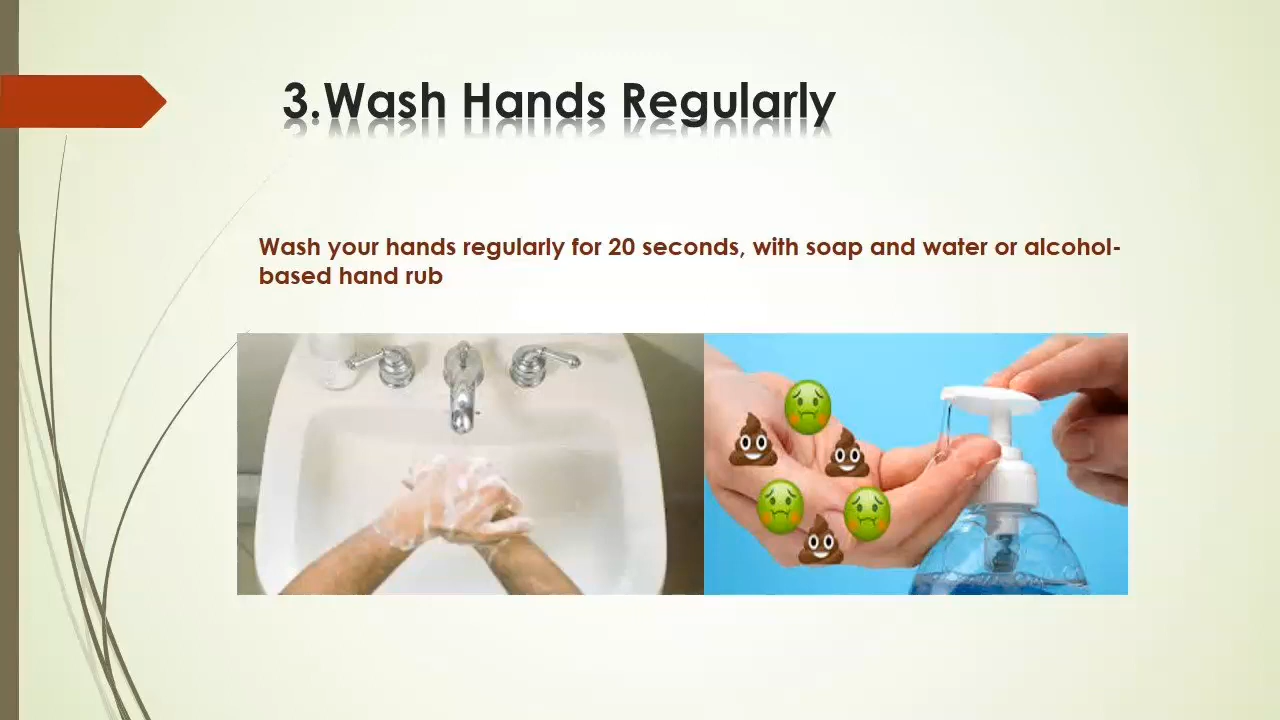 3.Wash Hands Regularly
Wash your hands regularly for 20 seconds, with soap and water or alcohol-
based hand rub